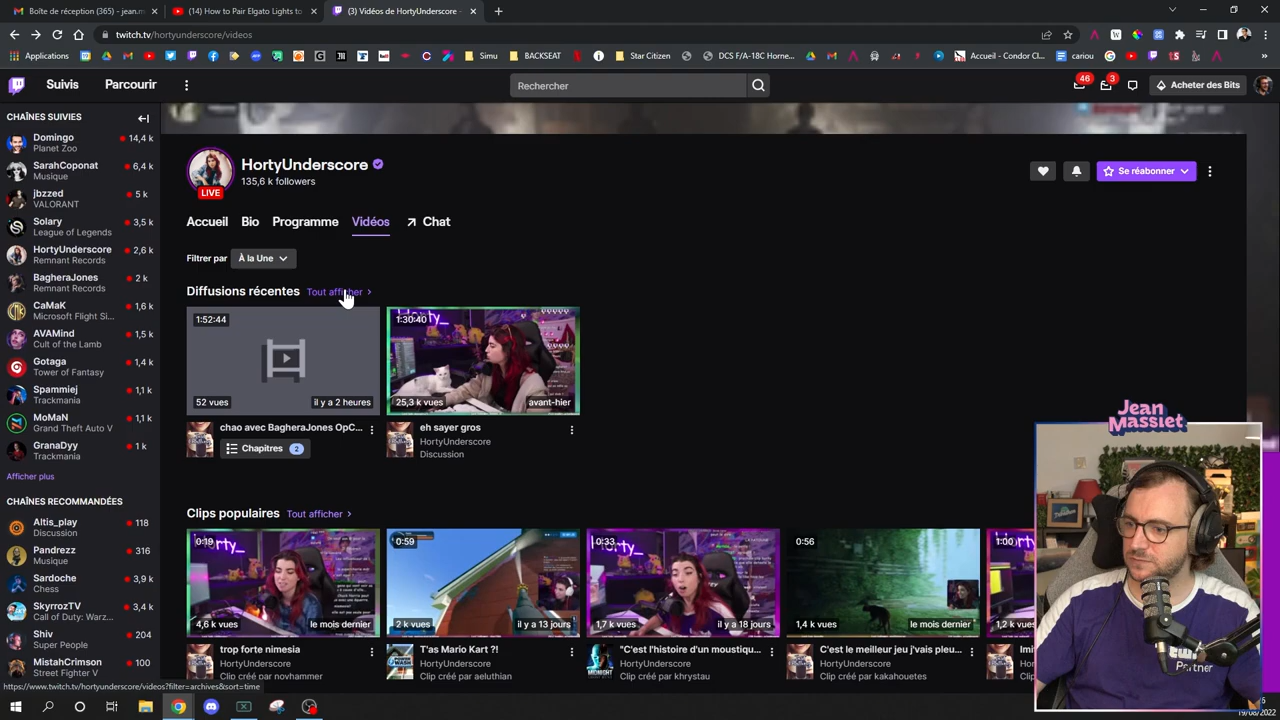 Boîte de réception (365) - jean.m
(14) How to Pair Elgato Lights to
(3) Vidéos de HortyUnderscore -
twitch.tv/hortyunderscore/videos
Applications
Simu
BACKSEAT
Star Citizen
DCS F/A-18C Horne...
Accueil - Condor Cl...
cariou
Suivis
Parcourir
Rechercher
46
3
Acheter des Bits
CHAÎNES SUIVIES
Domingo
14,4 k
Planet Zoo
SarahCoponat
6,4 k
Musique
jbzzed
5 k
VALORANT
Solary
3,5 k
League of Legends
HortyUnderscore
2,6 k
Remnant Records
BagheraJones
2 k
Remnant Records
CaMaK
1,6 k
Microsoft Flight Si...
AVAMind
1,5 k
Cult of the Lamb
Gotaga
1,4 k
Tower of Fantasy
Spammiej
1,1 k
Trackmania
MoMaN
1,1 k
Grand Theft Auto V
GranaDyy
1 k
Trackmania
Afficher plus
CHAÎNES RECOMMANDÉES
Altis_play
118
Musique
Pandrezz
316
Musique
Sardoche
3,9 k
Chess
SkyrrozTV
3,4 k
Call of Duty: Warz...
Shiv
204
Super People
MistahCrimson
100
Street Fighter V
HortyUnderscore
135,6 k followers
LIVE
Se réabonner
Accueil
Bio
Programme
Vidéos
Chat
Filtrer par
À la Une
Diffusions récentes
Tout afficher
1:52:44
52 vues
il y a 2 heures
chao avec BagheraJones OpC...
Chapitres
2
1:30:40
25,3 k vues
avant-hier
eh sayer gros
HortyUnderscore
Discussion
Clips populaires
Tout afficher
0:19
4,6 k vues
le mois dernier
trop forte nimesia
HortyUnderscore
Clip créé par novhammer
0:59
2 k vues
il y a 13 jours
T'as Mario Kart ?!
HortyUnderscore
Clip créé par aeluthian
0:33
1,7 k vues
il y a 18 jours
"C'est l'histoire d'un moustique...
HortyUnderscore
Clip créé par khrystau
0:56
1,4 k vues
le mois dernier
C'est le meilleur jeu j'vais pleu...
HortyUnderscore
Clip créé par kakahouetes
1:00
1,2 k vues
Jean
Massiet
https://www.twitch.tv/hortyunderscore/videos?filter=archives&sort=time
19/08/2022